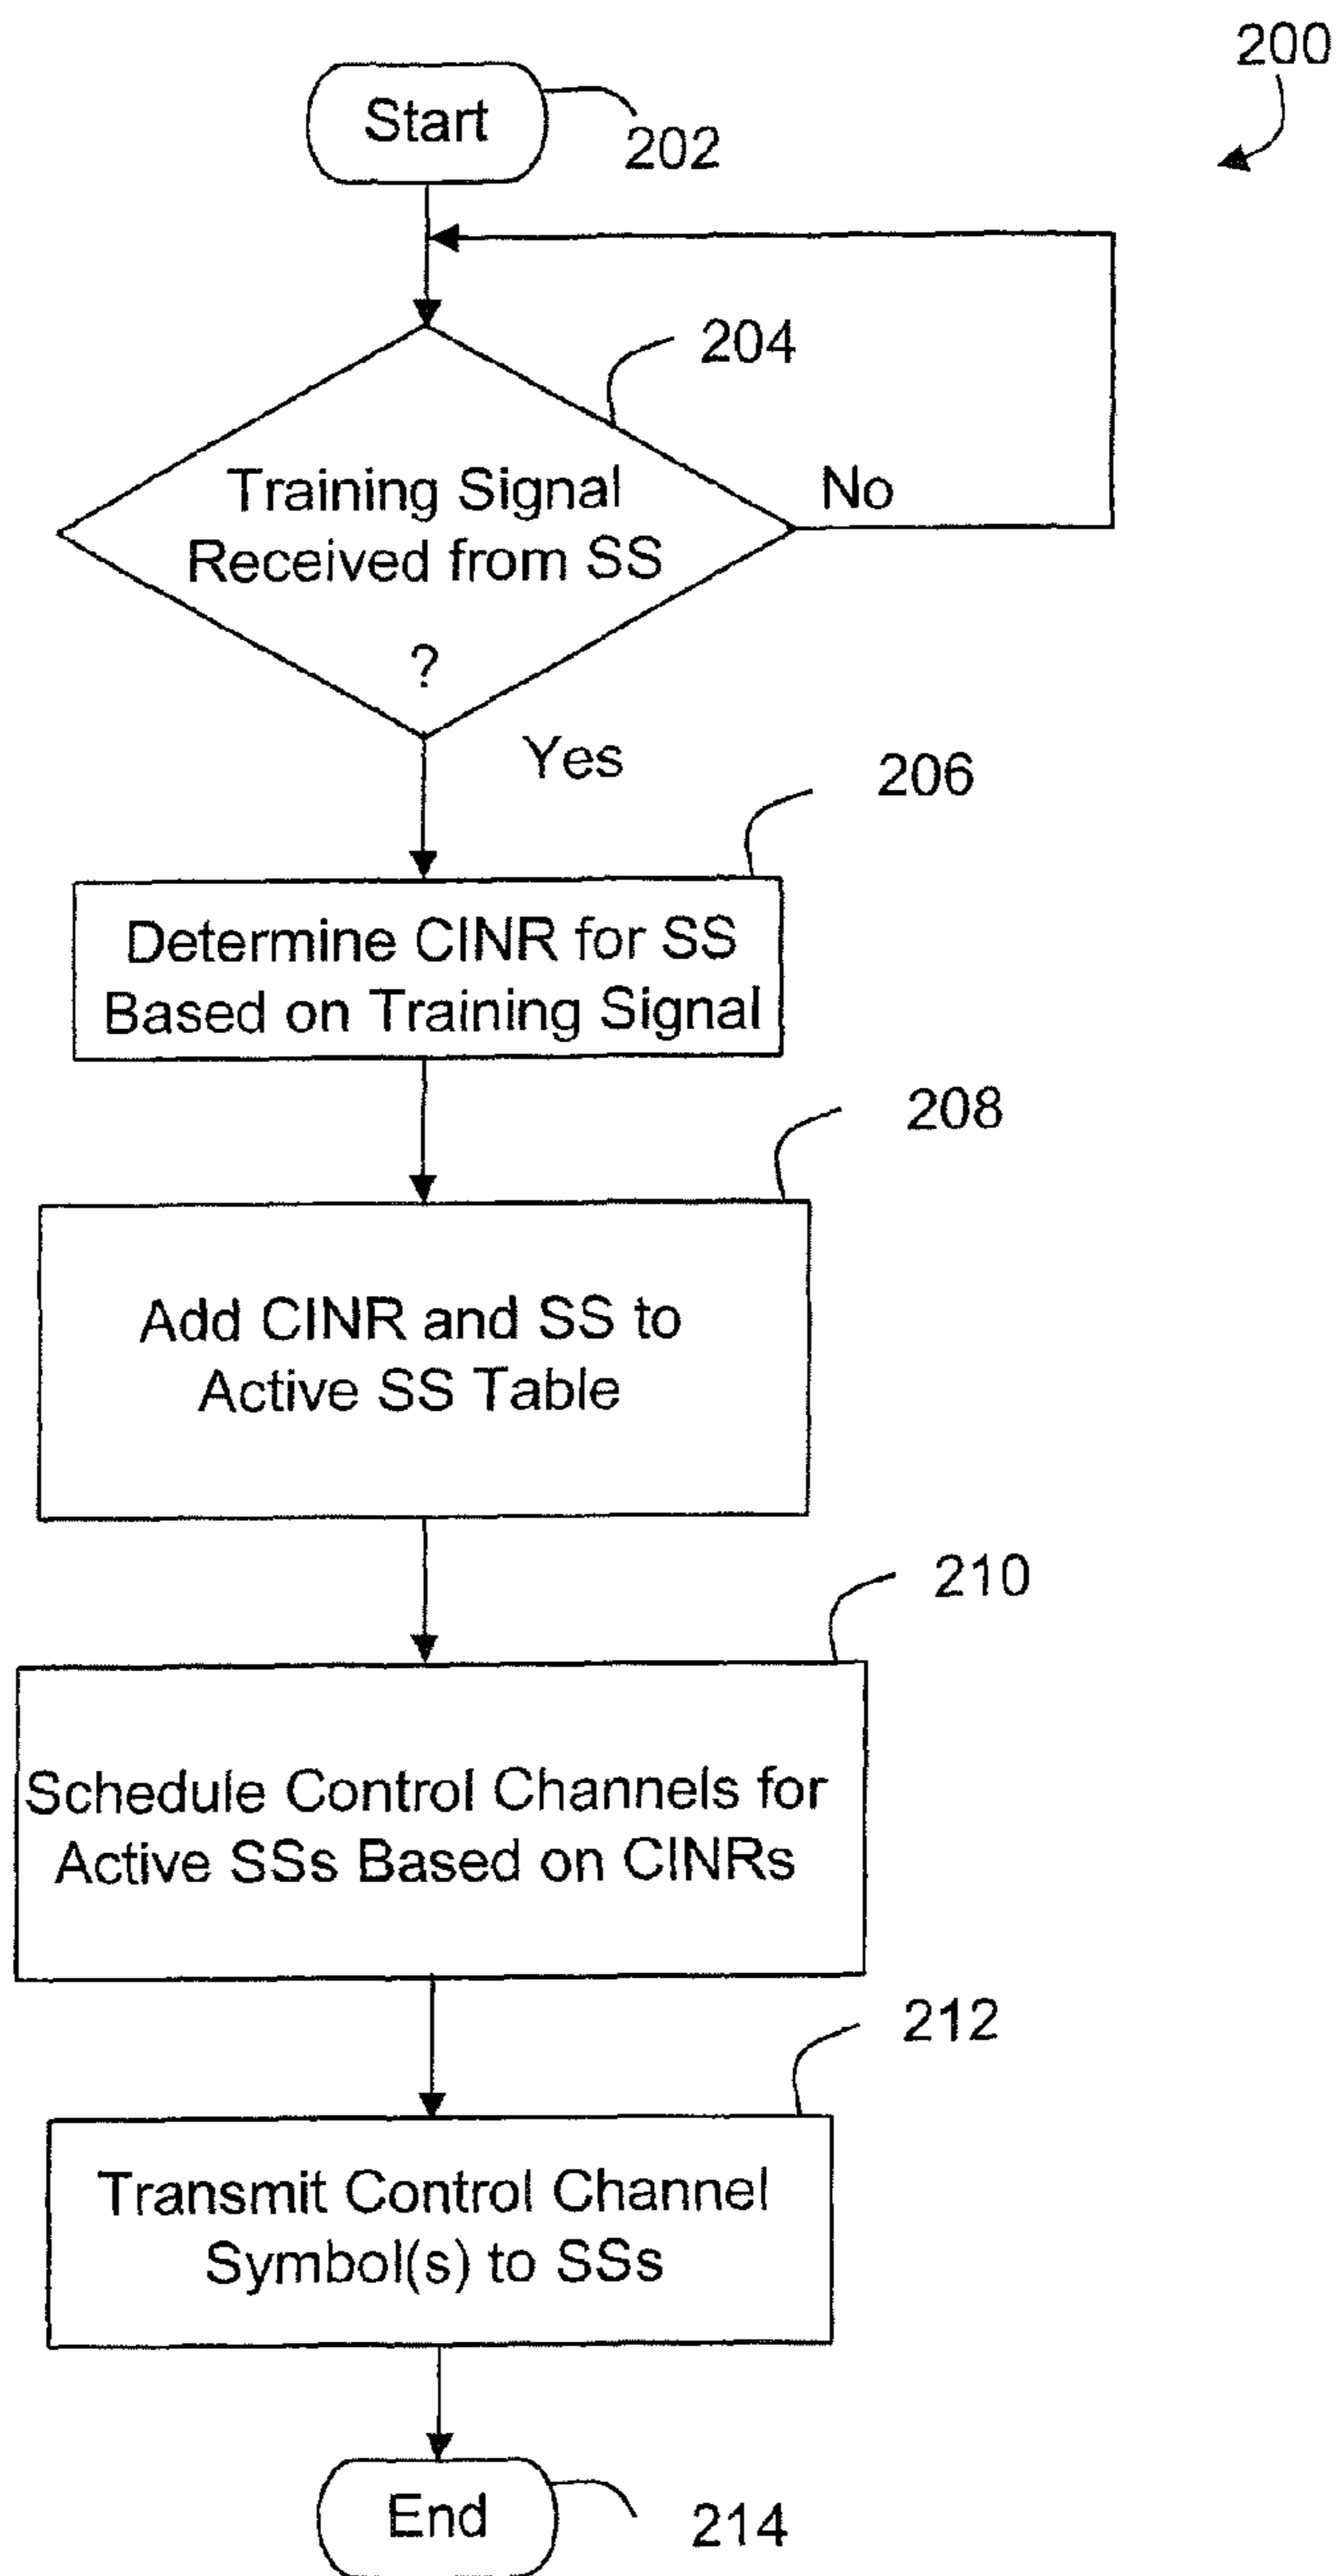 200
Start
202
204
Training Signal
Received from SS
?
No
Yes
206
Determine CINR for SS
Based on Training Signal
208
Add CINR and SS to
Active SS Table
210
Schedule Control Channels for
Active SSs Based on CINRs
212
Transmit Control Channel
Symbol(s) to SSs
End
214